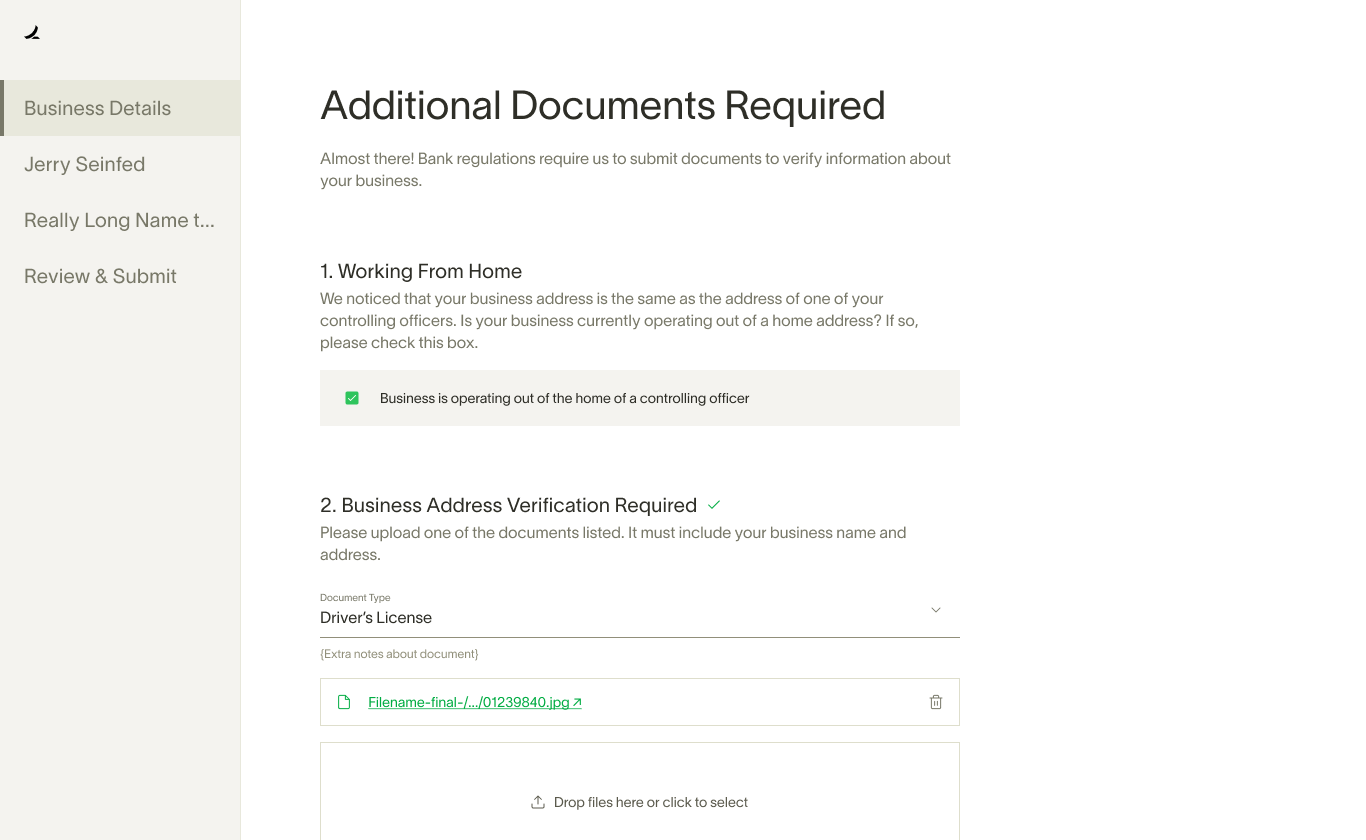 Business Details
Jerry Seinfed
Really Long Name t...
Review & Submit
Additional Documents Required
Almost there! Bank regulations require us to submit documents to verify information about
your business.
1. Working From Home
We noticed that your business address is the same as the address of one of your
controlling officers. Is your business currently operating out of a home address? If so,
please check this box.
Business is operating out of the home of a controlling officer
2. Business Address Verification Required
Please upload one of the documents listed. It must include your business name and
address.
Document Type
Driver's License
{Extra notes about document}
Filename-final-/.../01239840.jpg
Drop files here or click to select